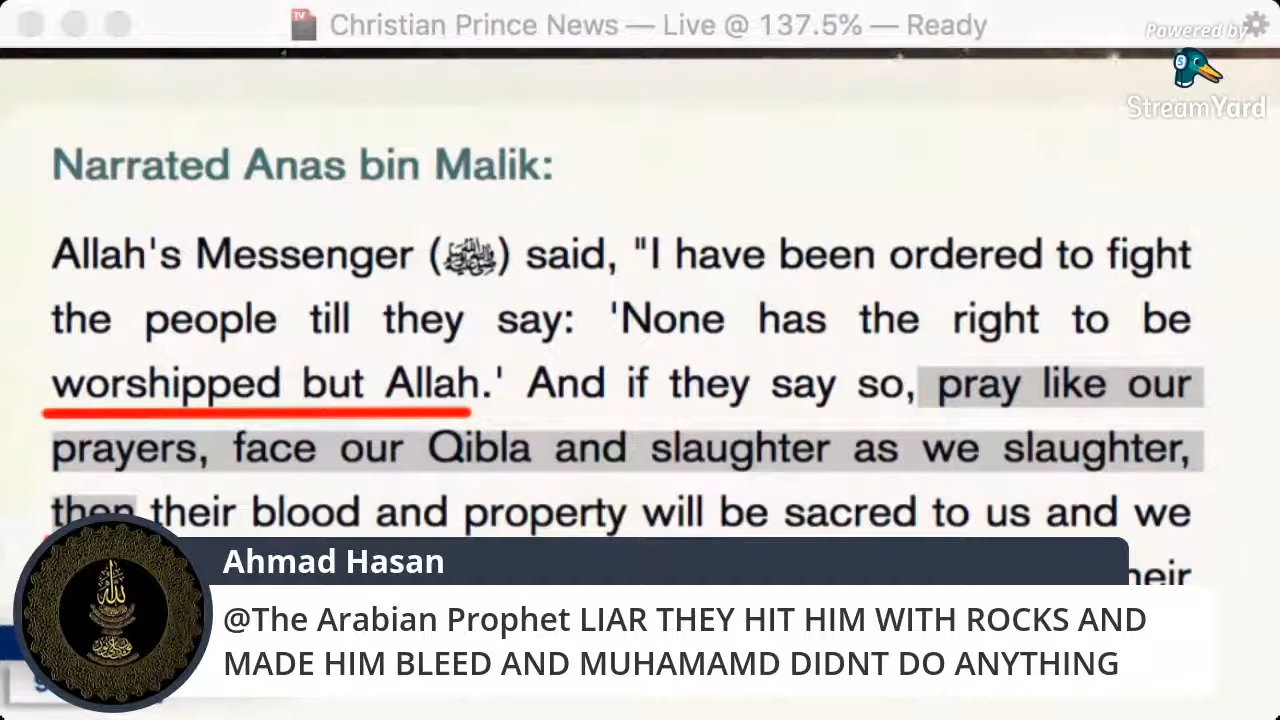 Christian Prince News — Live @ 137.5% — Ready
Powered by
StreamYard
Narrated Anas bin Malik:
Allah's Messenger (ﷺ) said, "I have been ordered to fight
the people till they say: 'None has the right to be
worshipped but Allah.' And if they say so, pray like our
prayers, face our Qibla and slaughter as we slaughter,
then their blood and property will be sacred to us and we
Ahmad Hasan
@The Arabian Prophet LIAR THEY HIT HIM WITH ROCKS AND
MADE HIM BLEED AND MUHAMAMD DIDNT DO ANYTHING